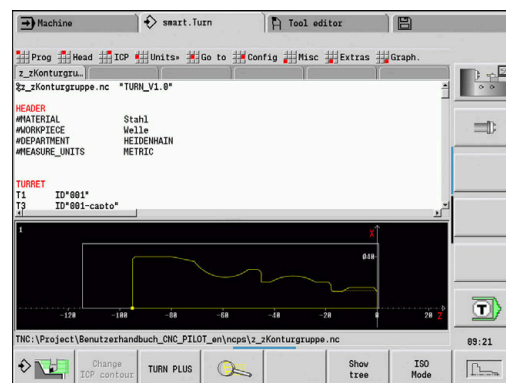 Machine
smart.Turn
Tool editor
Prog Head ICP Units» Go to Config Misc Extras Graph.
z_zKonturgru…
%z_zKonturgruppe.nc "TURN_V1.0"
HEADER
#MATERIAL Stahl
#WORKPIECE Welle
#DEPARTMENT HEIDENHAIN
#MEASURE_UNITS METRIC
TURRET
T1 ID"001"
T3 ID"001-capto"
1
X
Ø40
-120 -100 -80 -60 -40 -20 0 20 Z
TNC:\Project\Benutzerhandbuch_CNC_PILOT_en\ncps\z_zKonturgruppe.nc
T
09:21
Change
ICP contour
TURN PLUS
Show
tree
ISO
Mode